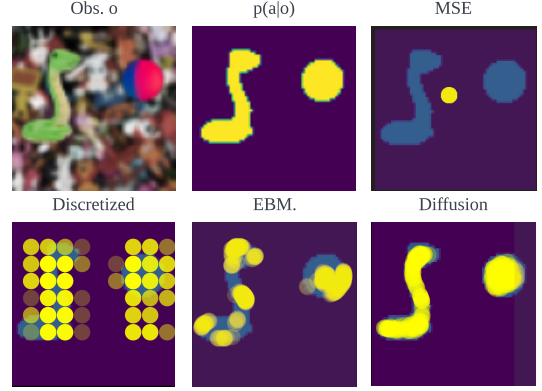 Obs. o
p(a|o)
MSE
Discretized
EBM.
Diffusion